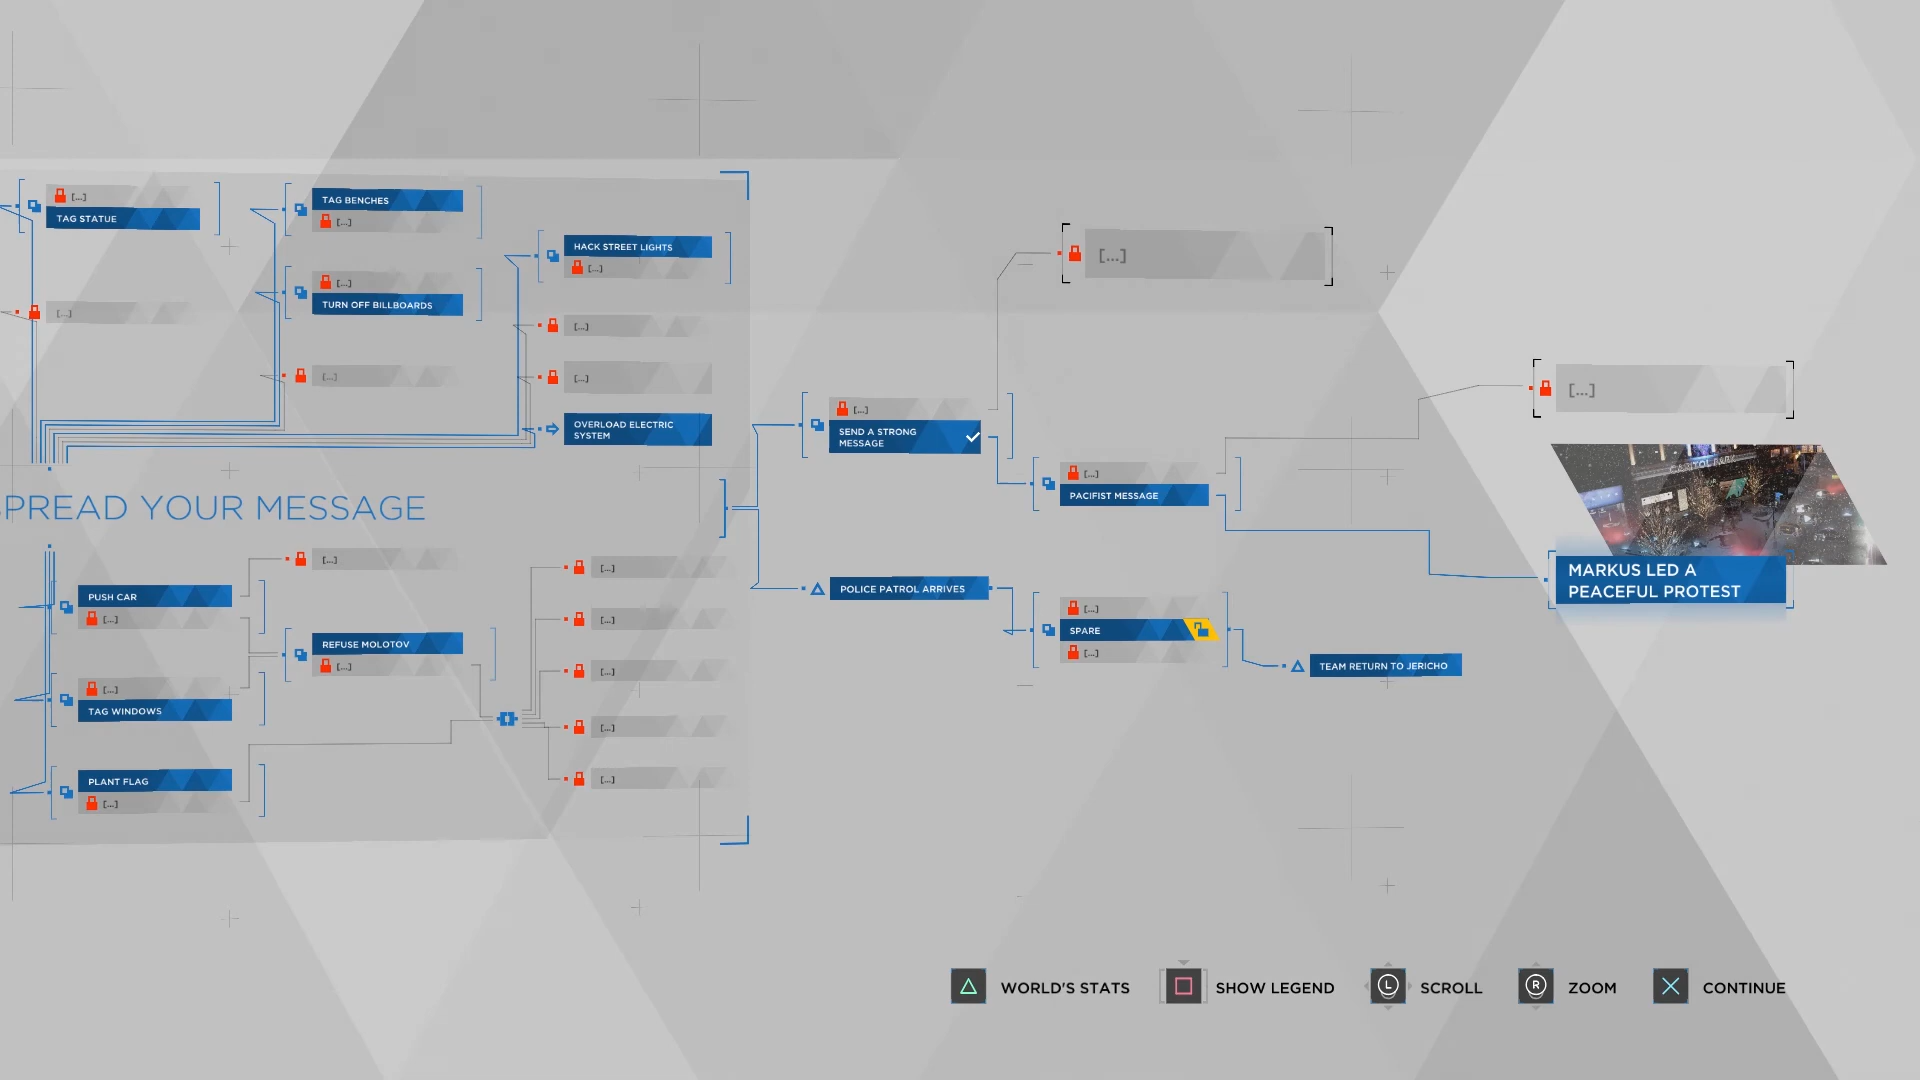 [...]
TAG STATUE
[...]
TAG BENCHES
[...]
[...]
TURN OFF BILLBOARDS
[...]
HACK STREET LIGHTS
[...]
[...]
[...]
OVERLOAD ELECTRIC
SYSTEM
PREAD YOUR MESSAGE
PUSH CAR
[...]
[...]
TAG WINDOWS
PLANT FLAG
[...]
[...]
REFUSE MOLOTOV
[...]
[...]
[...]
[...]
[...]
[...]
[...]
SEND A STRONG
MESSAGE
POLICE PATROL ARRIVES
[...]
[...]
PACIFIST MESSAGE
[...]
SPARE
[...]
TEAM RETURN TO JERICHO
[...]
CAPITOL PARK
MARKUS LED A
PEACEFUL PROTEST
WORLD'S STATS
SHOW LEGEND
L
SCROLL
R
ZOOM
CONTINUE